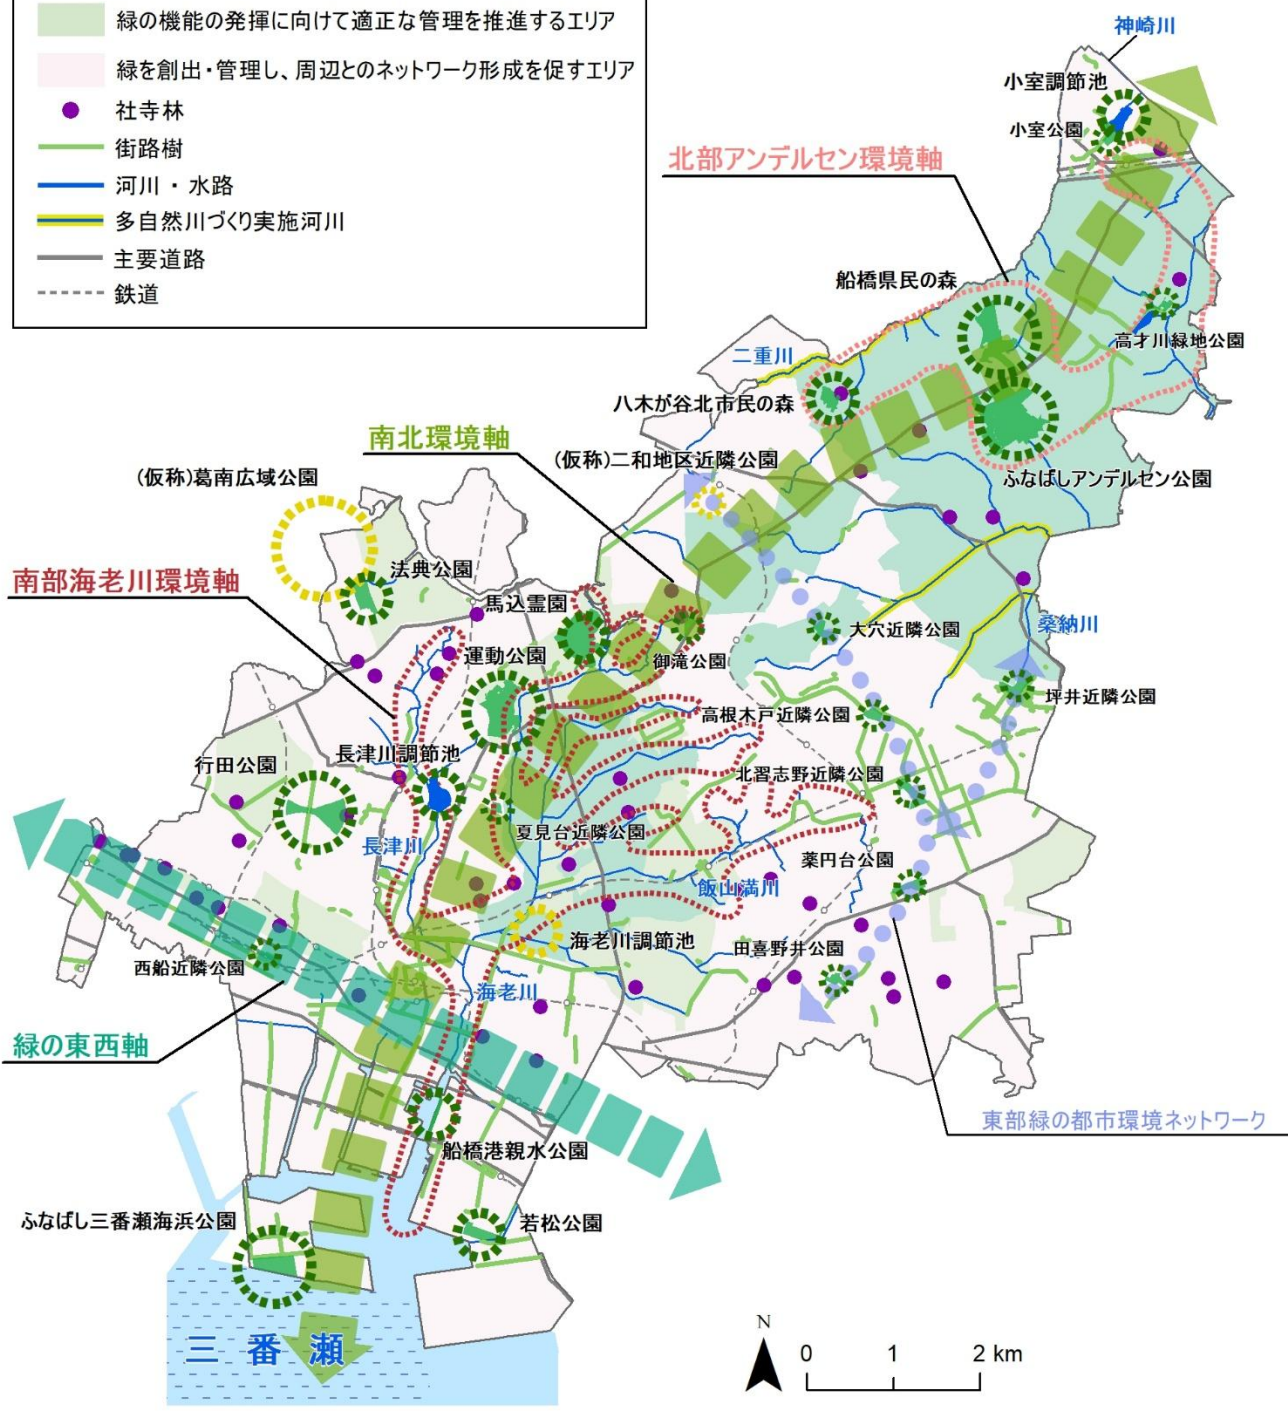 緑の機能の発揮に向けて適正な管理を推進するエリア
緑を創出・管理し、周辺とのネットワーク形成を促すエリア
社寺林
街路樹
河川・水路
多自然川づくり実施河川
主要道路
鉄道
神崎川
小室調節池
小室公園
北部アンデルセン環境軸
船橋県民の森
高才川緑地公園
二重川
八木が谷北市民の森
南北環境軸
(仮称)二和地区近隣公園
ふなばしアンデルセン公園
(仮称)葛南広域公園
法典公園
南部海老川環境軸
馬込霊園
大穴近隣公園
桑納川
運動公園
御滝公園
坪井近隣公園
高根木戸近隣公園
長津川調節池
行田公園
北習志野近隣公園
夏見台近隣公園
長津川
薬円台公園
飯山満川
海老川調節池
田喜野井公園
西船近隣公園
海老川
緑の東西軸
東部緑の都市環境ネットワーク
船橋港親水公園
ふなばし三番瀬海浜公園
若松公園
三番瀬
N
0 1 2 km